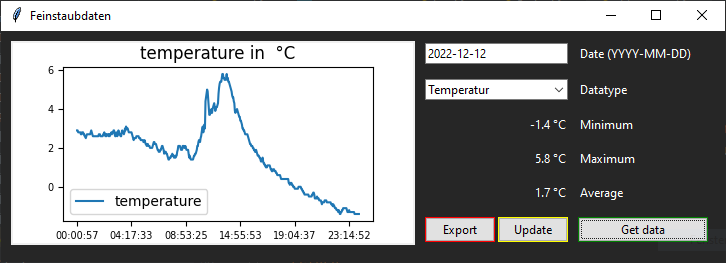 Feinstaubdaten
temperature in °C
6
4
2
0
temperature
00:00:57 04:17:33 08:53:25 14:55:53 19:04:37 23:14:52
2022-12-12 Date (YYYY-MM-DD)
Temperatur Datatype
-1.4 °C Minimum
5.8 °C Maximum
1.7 °C Average
Export Update Get data